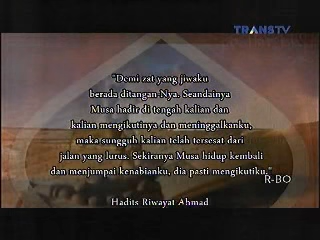 TRANSTV
"Demi zat yang jiwaku
berada ditangan-Nya. Seandainya
Musa hadir di tengah kalian dan
kalian mengikutinya dan meninggalkanku,
maka sungguh kalian telah tersesat dari
jalan yang lurus. Sekiranya Musa hidup kembali
dan menjumpai kenabianku, dia pasti mengikutiku."
R-BO
Hadits Riwayat Ahmad